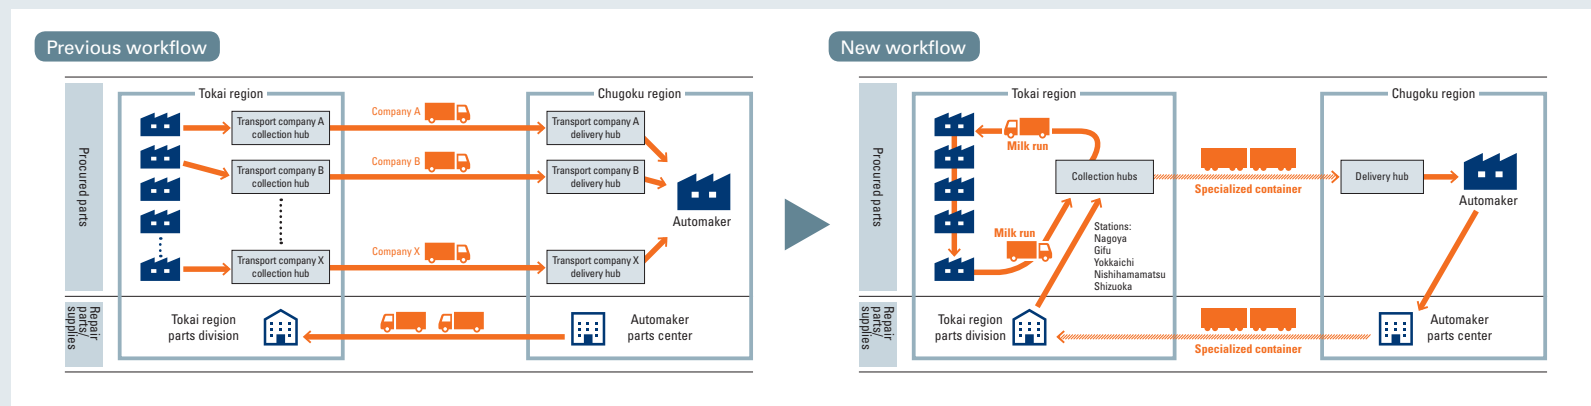 Previous workflow
Procured parts
Tokai region
Chugoku region
Transport company A
collection hub
Company A
Transport company A
delivery hub
Transport company B
collection hub
Company B
Transport company B
delivery hub
Automaker
Transport company X
collection hub
Company X
Transport company X
delivery hub
Repair
parts/
supplies
Tokai region
parts division
Automaker
parts center
New workflow
Procured parts
Tokai region
Chugoku region
Milk run
Collection hubs
Specialized container
Delivery hub
Automaker
Milk run
Stations:
Nagoya
Gifu
Yokkaichi
Nishihamamatsu
Shizuoka
Repair
parts/
supplies
Tokai region
parts division
Specialized container
Automaker
parts center